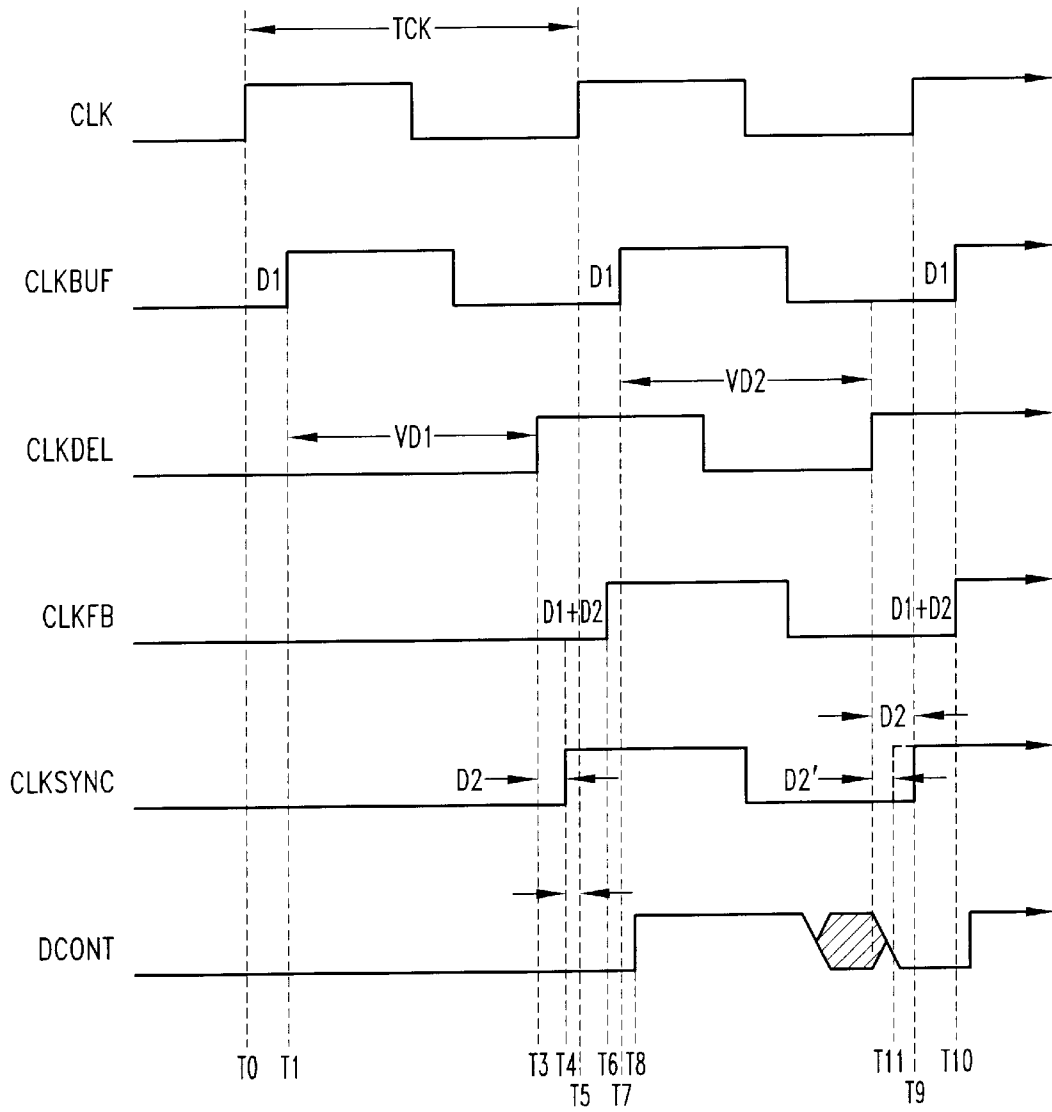 TCK
CLK
CLKBUF D1 D1 D1
VD2
CLKDEL VD1
CLKFB D1+D2 D1+D2
D2
CLKSYNC D2 D2'
DCONT
T0 T1 T3 T4 T6 T8 T11 T10
T5 T7 T9